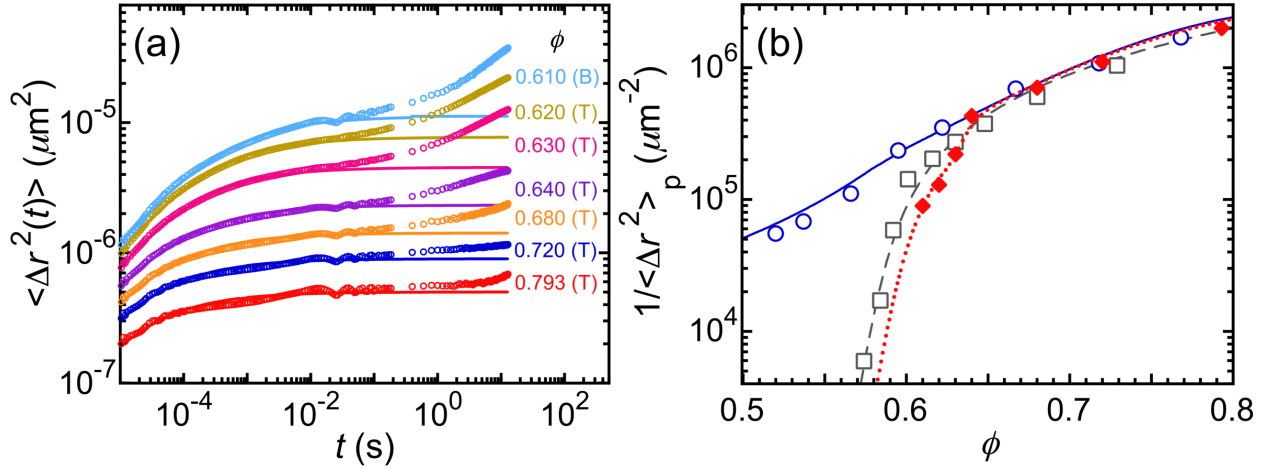 (a)
ϕ
0.610 (B)
0.620 (T)
0.630 (T)
0.640 (T)
0.680 (T)
0.720 (T)
0.793 (T)
<Δr²(t)> (μm²)
10⁻⁵
10⁻⁶
10⁻⁷
10⁻⁴ 10⁻² 10⁰ 10²
t (s)
(b)
1/<Δr²>ₚ (μm⁻²)
10⁶
10⁵
10⁴
0.5 0.6 0.7 0.8
ϕ